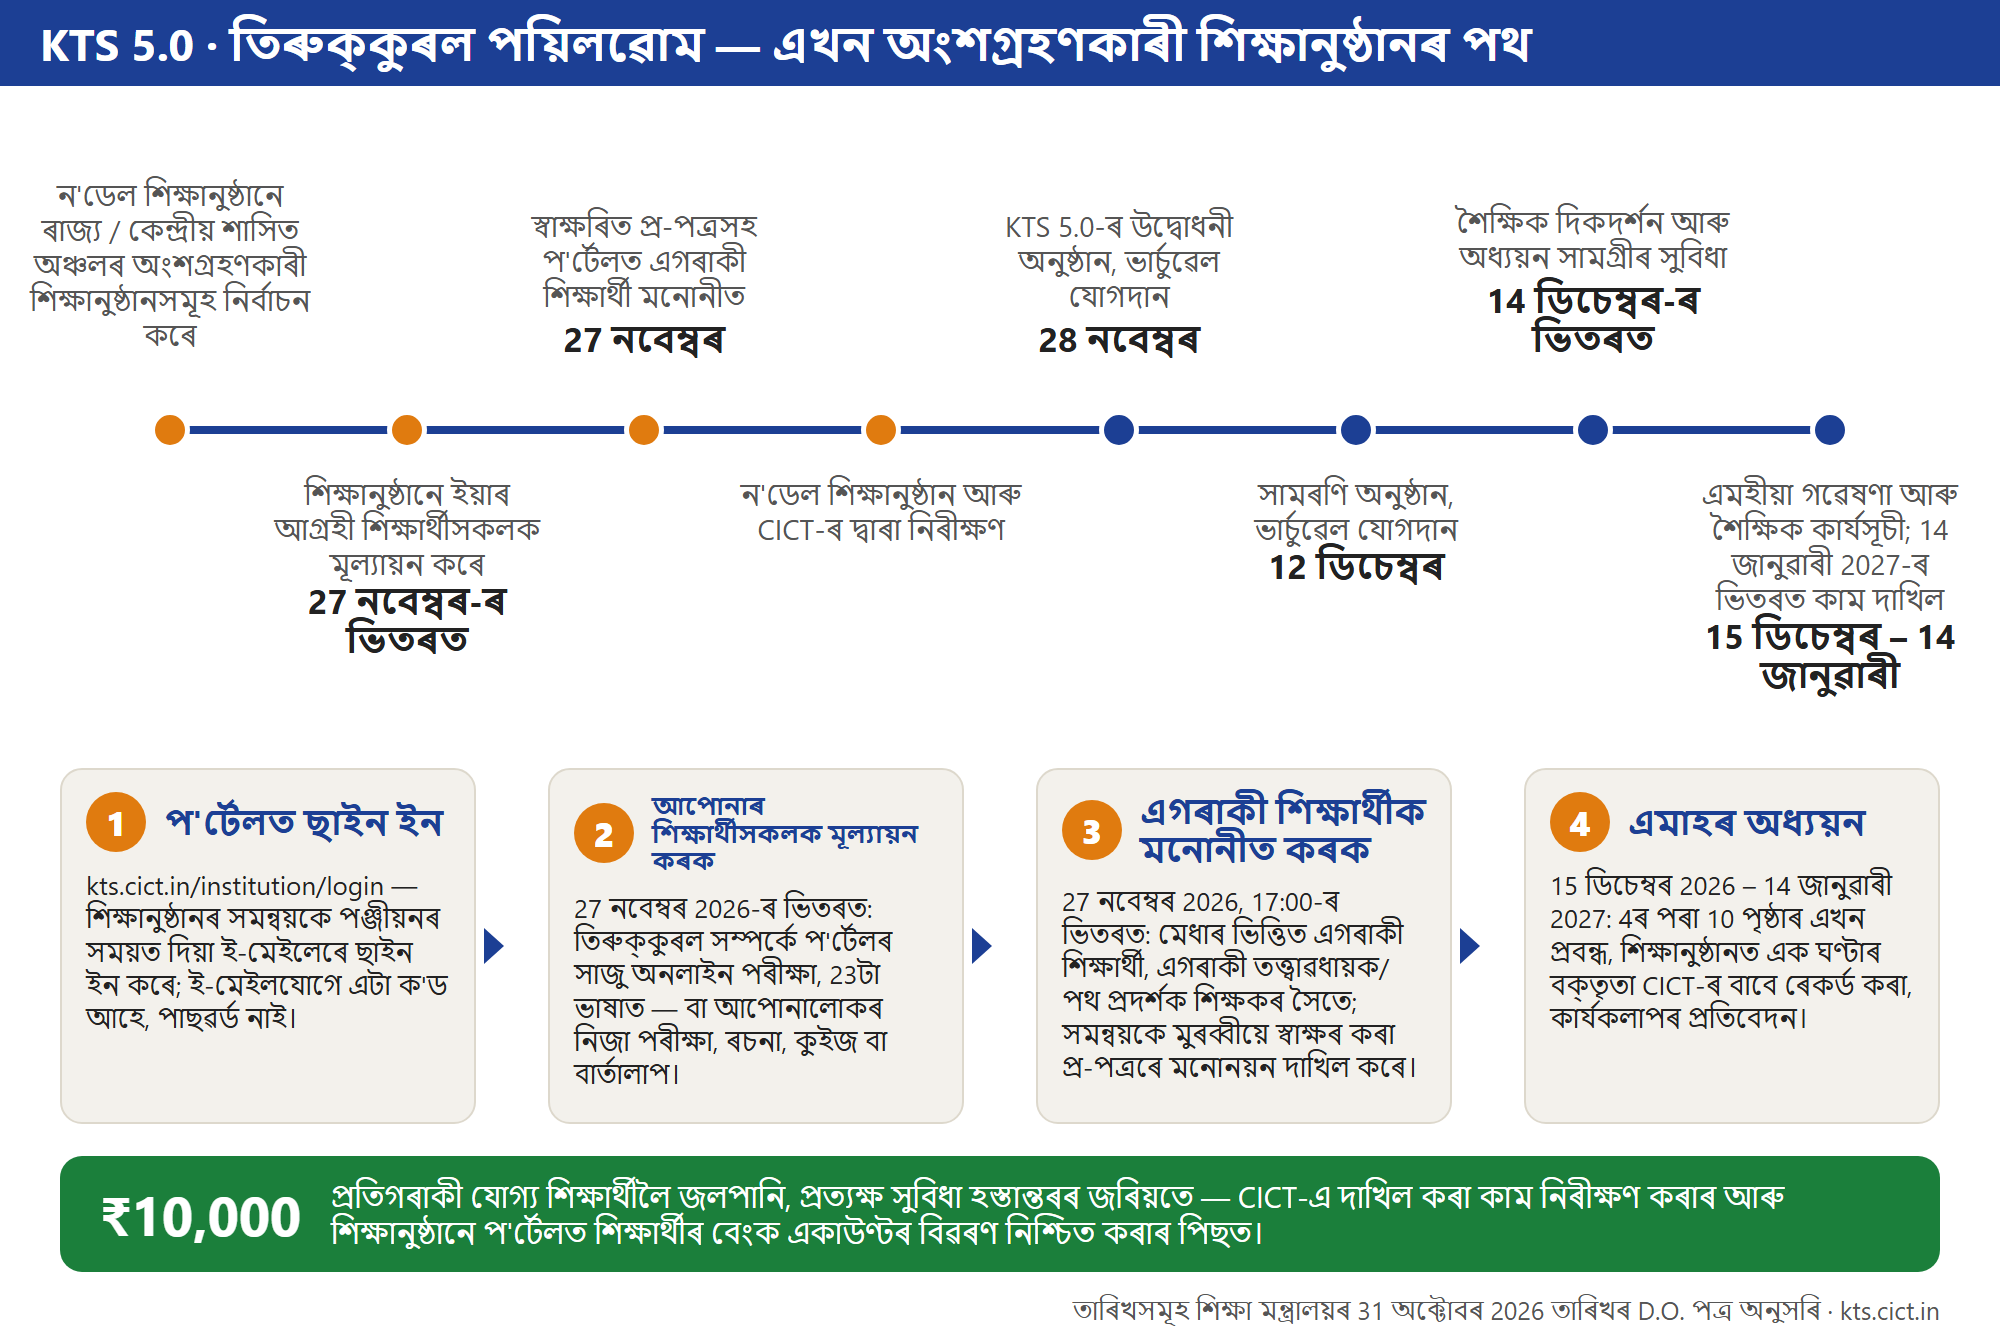 KTS 5.0 · তিৰুক্কুৰল পয়িলৱোম — এখন অংশগ্ৰহণকাৰী শিক্ষানুষ্ঠানৰ পথ
ন'ডেল শিক্ষানুষ্ঠানে
ৰাজ্য / কেন্দ্ৰীয় শাসিত
অঞ্চলৰ অংশগ্ৰহণকাৰী
শিক্ষানুষ্ঠানসমূহ নিৰ্বাচন
কৰে
স্বাক্ষৰিত প্ৰ-পত্ৰসহ
প'ৰ্টেলত এগৰাকী
শিক্ষাৰ্থী মনোনীত
27 নবেম্বৰ
KTS 5.0-ৰ উদ্বোধনী
অনুষ্ঠান, ভাৰ্চুৱেল
যোগদান
28 নবেম্বৰ
শৈক্ষিক দিকদৰ্শন আৰু
অধ্যয়ন সামগ্ৰীৰ সুবিধা
14 ডিচেম্বৰ-ৰ
ভিতৰত
শিক্ষানুষ্ঠানে ইয়াৰ
আগ্ৰহী শিক্ষাৰ্থীসকলক
মূল্যায়ন কৰে
27 নবেম্বৰ-ৰ
ভিতৰত
ন'ডেল শিক্ষানুষ্ঠান আৰু
CICT-ৰ দ্বাৰা নিৰীক্ষণ
সামৰণি অনুষ্ঠান,
ভাৰ্চুৱেল যোগদান
12 ডিচেম্বৰ
এমহীয়া গৱেষণা আৰু
শৈক্ষিক কাৰ্যসূচী; 14
জানুৱাৰী 2027-ৰ
ভিতৰত কাম দাখিল
15 ডিচেম্বৰ – 14
জানুৱাৰী
1 প'ৰ্টেলত ছাইন ইন
kts.cict.in/institution/login —
শিক্ষানুষ্ঠানৰ সমন্বয়কে পঞ্জীয়নৰ
সময়ত দিয়া ই-মেইলেৰে ছাইন
ইন কৰে; ই-মেইলযোগে এটা ক'ড
আহে, পাছৱৰ্ড নাই।
2 আপোনাৰ
শিক্ষাৰ্থীসকলক মূল্যায়ন
কৰক
27 নবেম্বৰ 2026-ৰ ভিতৰত:
তিৰুক্কুৰল সম্পৰ্কে প'ৰ্টেলৰ
সাজু অনলাইন পৰীক্ষা, 23টা
ভাষাত — বা আপোনালোকৰ
নিজা পৰীক্ষা, ৰচনা, কুইজ বা
বাৰ্তালাপ।
3 এগৰাকী শিক্ষাৰ্থীক
মনোনীত কৰক
27 নবেম্বৰ 2026, 17:00-ৰ
ভিতৰত: মেধাৰ ভিত্তিত এগৰাকী
শিক্ষাৰ্থী, এগৰাকী তত্ত্বাৱধায়ক/
পথ প্ৰদৰ্শক শিক্ষকৰ সৈতে;
সমন্বয়কে মুৰব্বীয়ে স্বাক্ষৰ কৰা
প্ৰ-পত্ৰৰে মনোনয়ন দাখিল কৰে।
4 এমাহৰ অধ্যয়ন
15 ডিচেম্বৰ 2026 – 14 জানুৱাৰী
2027: 4ৰ পৰা 10 পৃষ্ঠাৰ এখন
প্ৰবন্ধ, শিক্ষানুষ্ঠানত এক ঘণ্টাৰ
বক্তৃতা CICT-ৰ বাবে ৰেকৰ্ড কৰা,
কাৰ্যকলাপৰ প্ৰতিবেদন।
₹10,000
প্ৰতিগৰাকী যোগ্য শিক্ষাৰ্থীলৈ জলপানি, প্ৰত্যক্ষ সুবিধা হস্তান্তৰৰ জৰিয়তে — CICT-এ দাখিল কৰা কাম নিৰীক্ষণ কৰাৰ আৰু
শিক্ষানুষ্ঠানে প'ৰ্টেলত শিক্ষাৰ্থীৰ বেংক একাউণ্টৰ বিৱৰণ নিশ্চিত কৰাৰ পিছত।
তাৰিখসমূহ শিক্ষা মন্ত্ৰালয়ৰ 31 অক্টোবৰ 2026 তাৰিখৰ D.O. পত্ৰ অনুসৰি · kts.cict.in